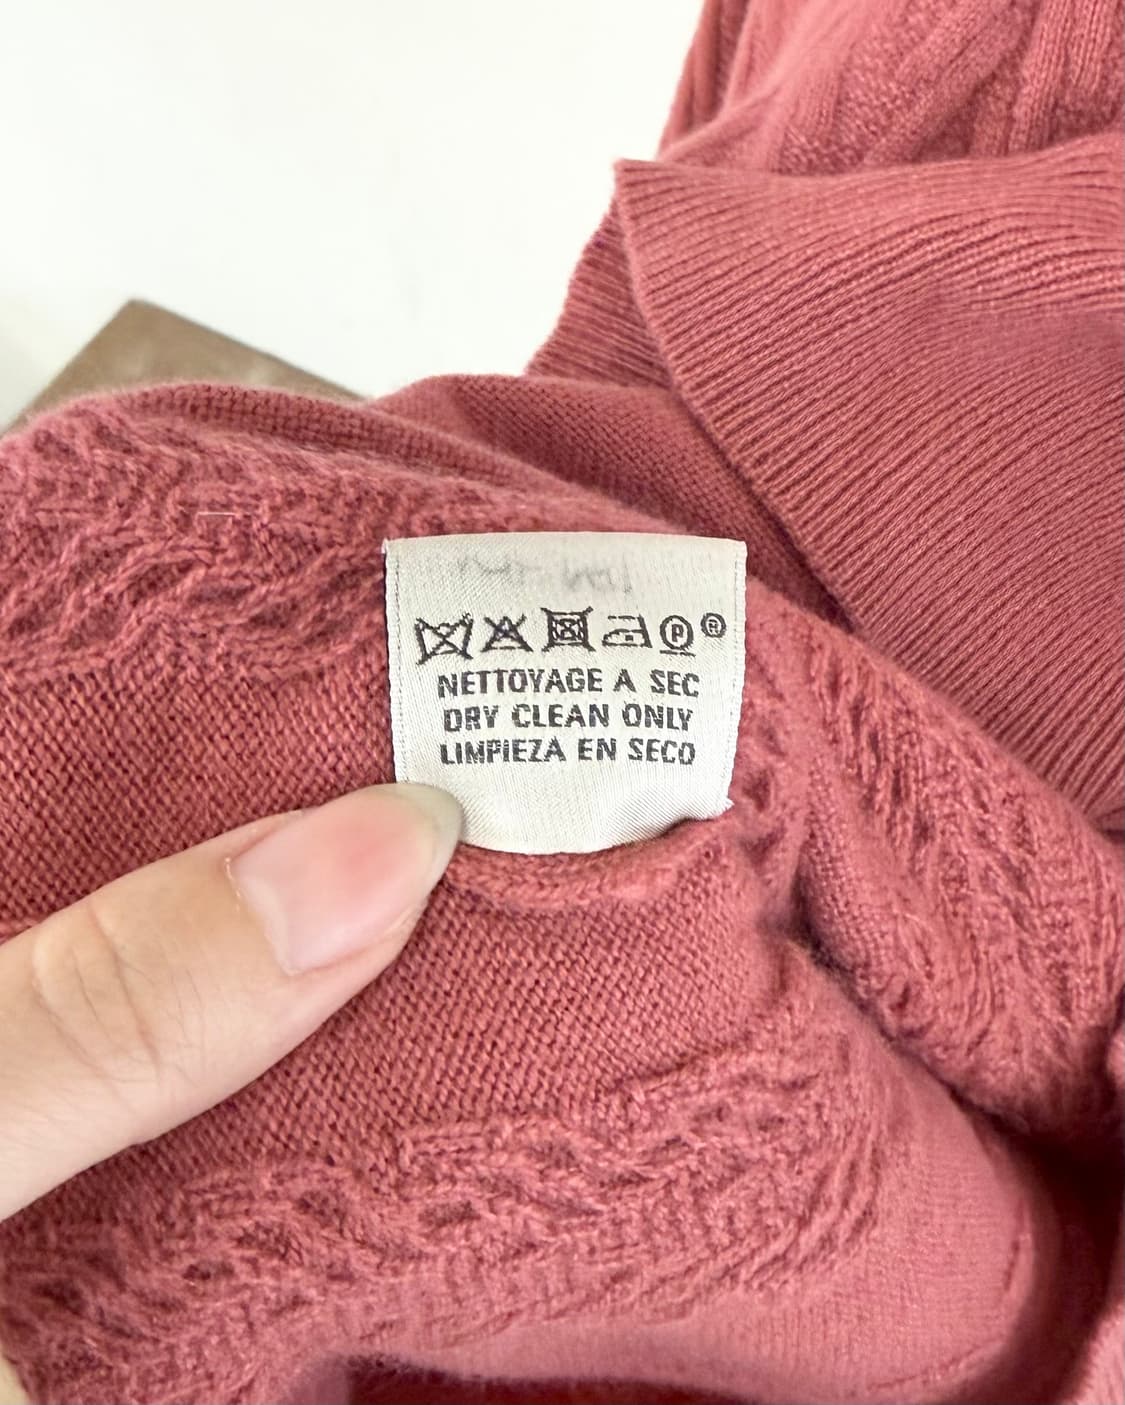 P ®
NETTOYAGE A SEC
DRY CLEAN ONLY
LIMPIEZA EN SECO